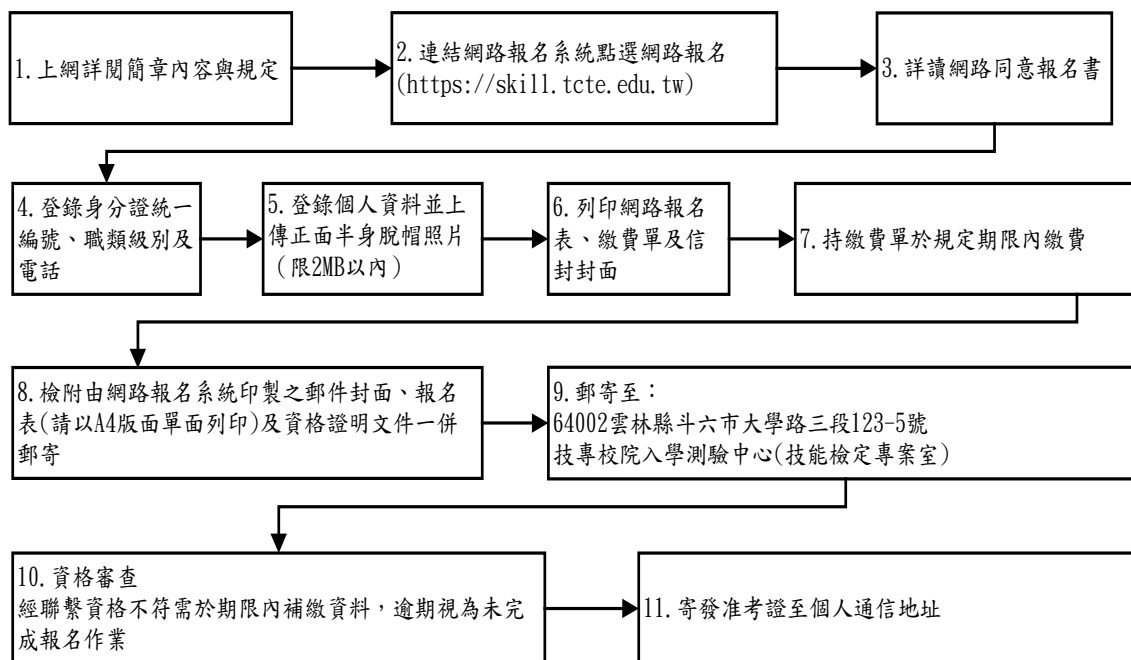 1.上網詳閱簡章內容與規定
2.連結網路報名系統點選網路報名
(https://skill.tcte.edu.tw)
3.詳讀網路同意報名書
4.登錄身分證統一
編號、職類級別及
電話
5.登錄個人資料並上
傳正面半身脫帽照片
（限2MB以內）
6.列印網路報名
表、繳費單及信
封封面
7.持繳費單於規定期限內繳費
8.檢附由網路報名系統印製之郵件封面、報名
表(請以A4版面單面列印)及資格證明文件一併
郵寄
9.郵寄至：
64002雲林縣斗六市大學路三段123-5號
技專校院入學測驗中心(技能檢定專案室)
10.資格審查
經聯繫資格不符需於期限內補繳資料，逾期視為未完
成報名作業
11.寄發准考證至個人通信地址